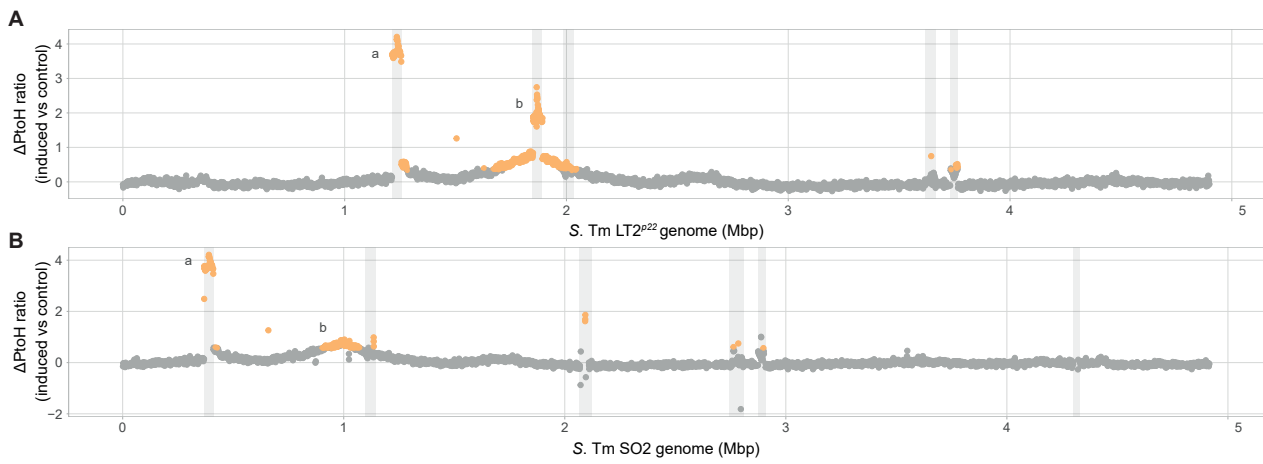 A
ΔPtoH ratio
(induced vs control)
4
3
2
1
0
a
b
0 1 2 3 4 5
S. Tm LT2p22 genome (Mbp)
B
ΔPtoH ratio
(induced vs control)
4
2
0
−2
a
b
0 1 2 3 4 5
S. Tm SO2 genome (Mbp)